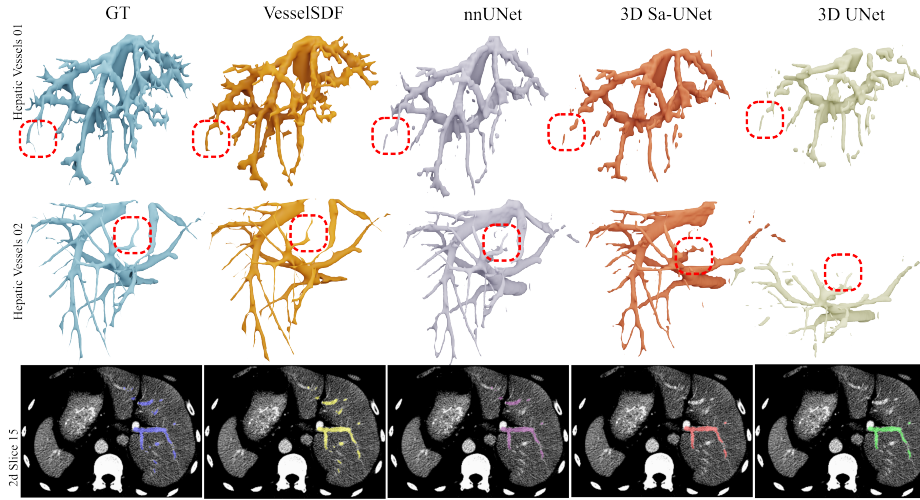 GT VesselSDF nnUNet 3D Sa-UNet 3D UNet
Hepatic Vessels 01
Hepatic Vessels 02
2d Slice 15